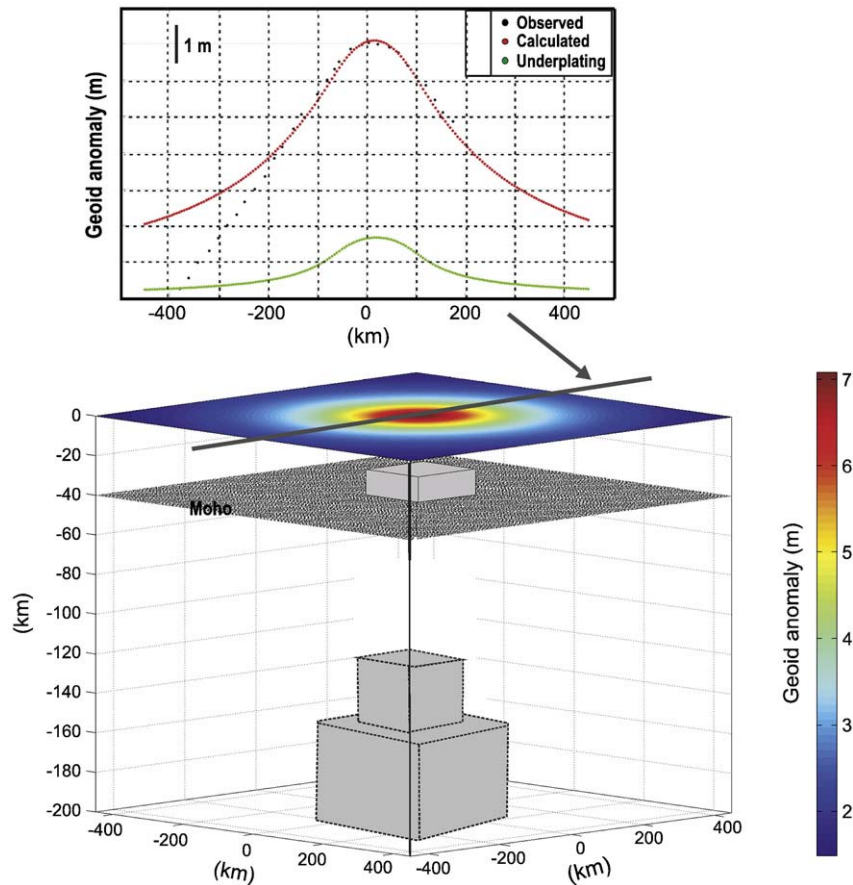 1 m
Observed
Calculated
Underplating
Geoid anomaly (m)
-400 -200 0 200 400
(km)
0
-20
-40
-60
-80
-100
-120
-140
-160
-180
-200
(km)
Moho
-400 -200 0 200 400
(km)
-400 -200 0 200 400
(km)
7
6
5
4
3
2
Geoid anomaly (m)